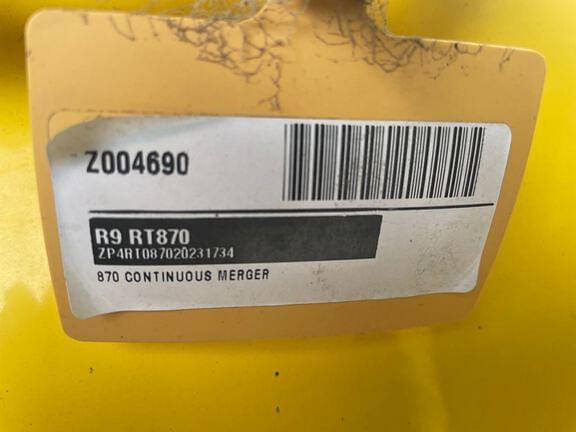 Z004690
R9 RT870
ZP4RT087020231734
870 CONTINUOUS MERGER